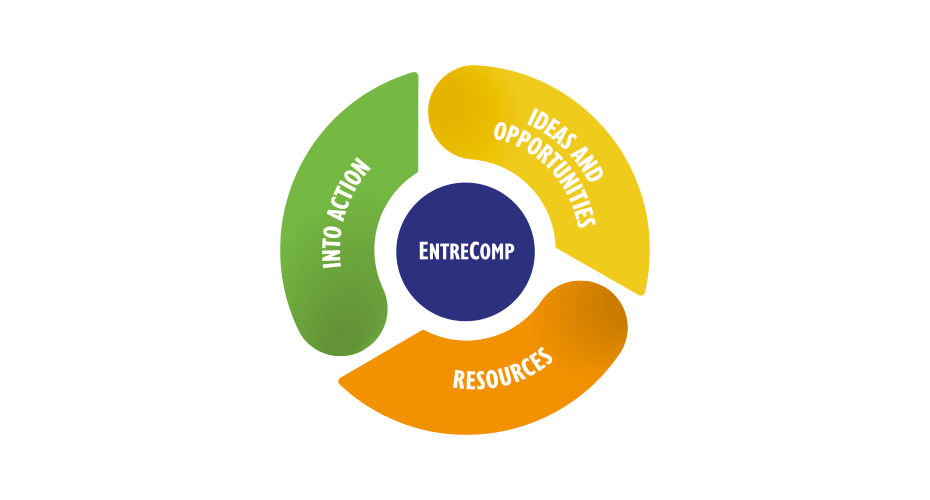 IDEAS AND
OPPORTUNITIES
INTO ACTION
ENTRECOMP
RESOURCES